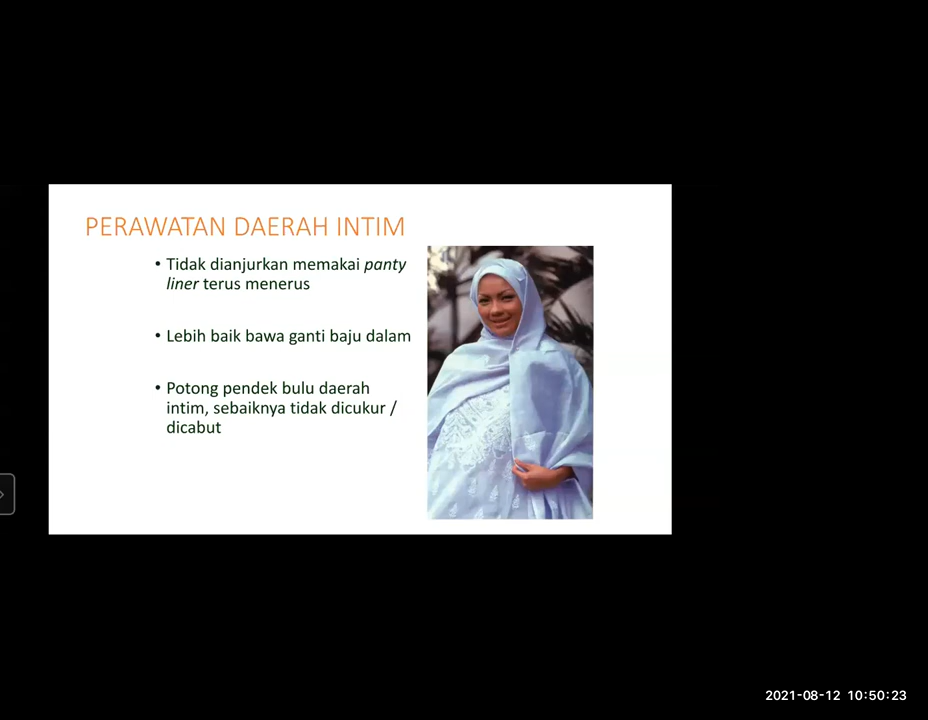 PERAWATAN DAERAH INTIM
• Tidak dianjurkan memakai panty
liner terus menerus
• Lebih baik bawa ganti baju dalam
• Potong pendek bulu daerah
intim, sebaiknya tidak dicukur /
dicabut
2021-08-12 10:50:23